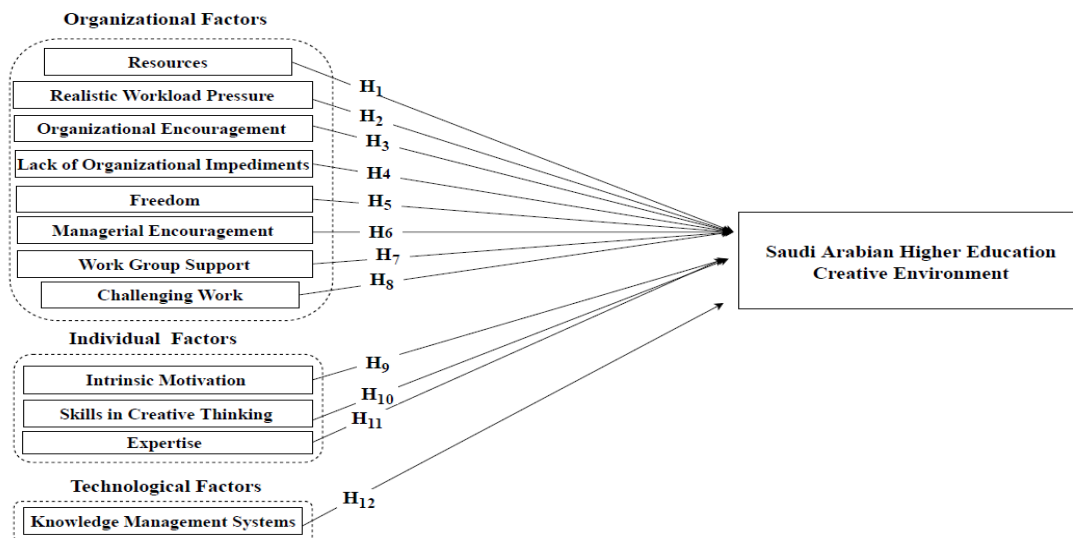 Organizational Factors
Resources
H1
Realistic Workload Pressure
H2
Organizational Encouragement
H3
Lack of Organizational Impediments
H4
Freedom
H5
Managerial Encouragement
H6
Work Group Support
H7
Challenging Work
H8
Saudi Arabian Higher Education
Creative Environment
Individual Factors
Intrinsic Motivation
H9
Skills in Creative Thinking
H10
Expertise
H11
Technological Factors
Knowledge Management Systems
H12